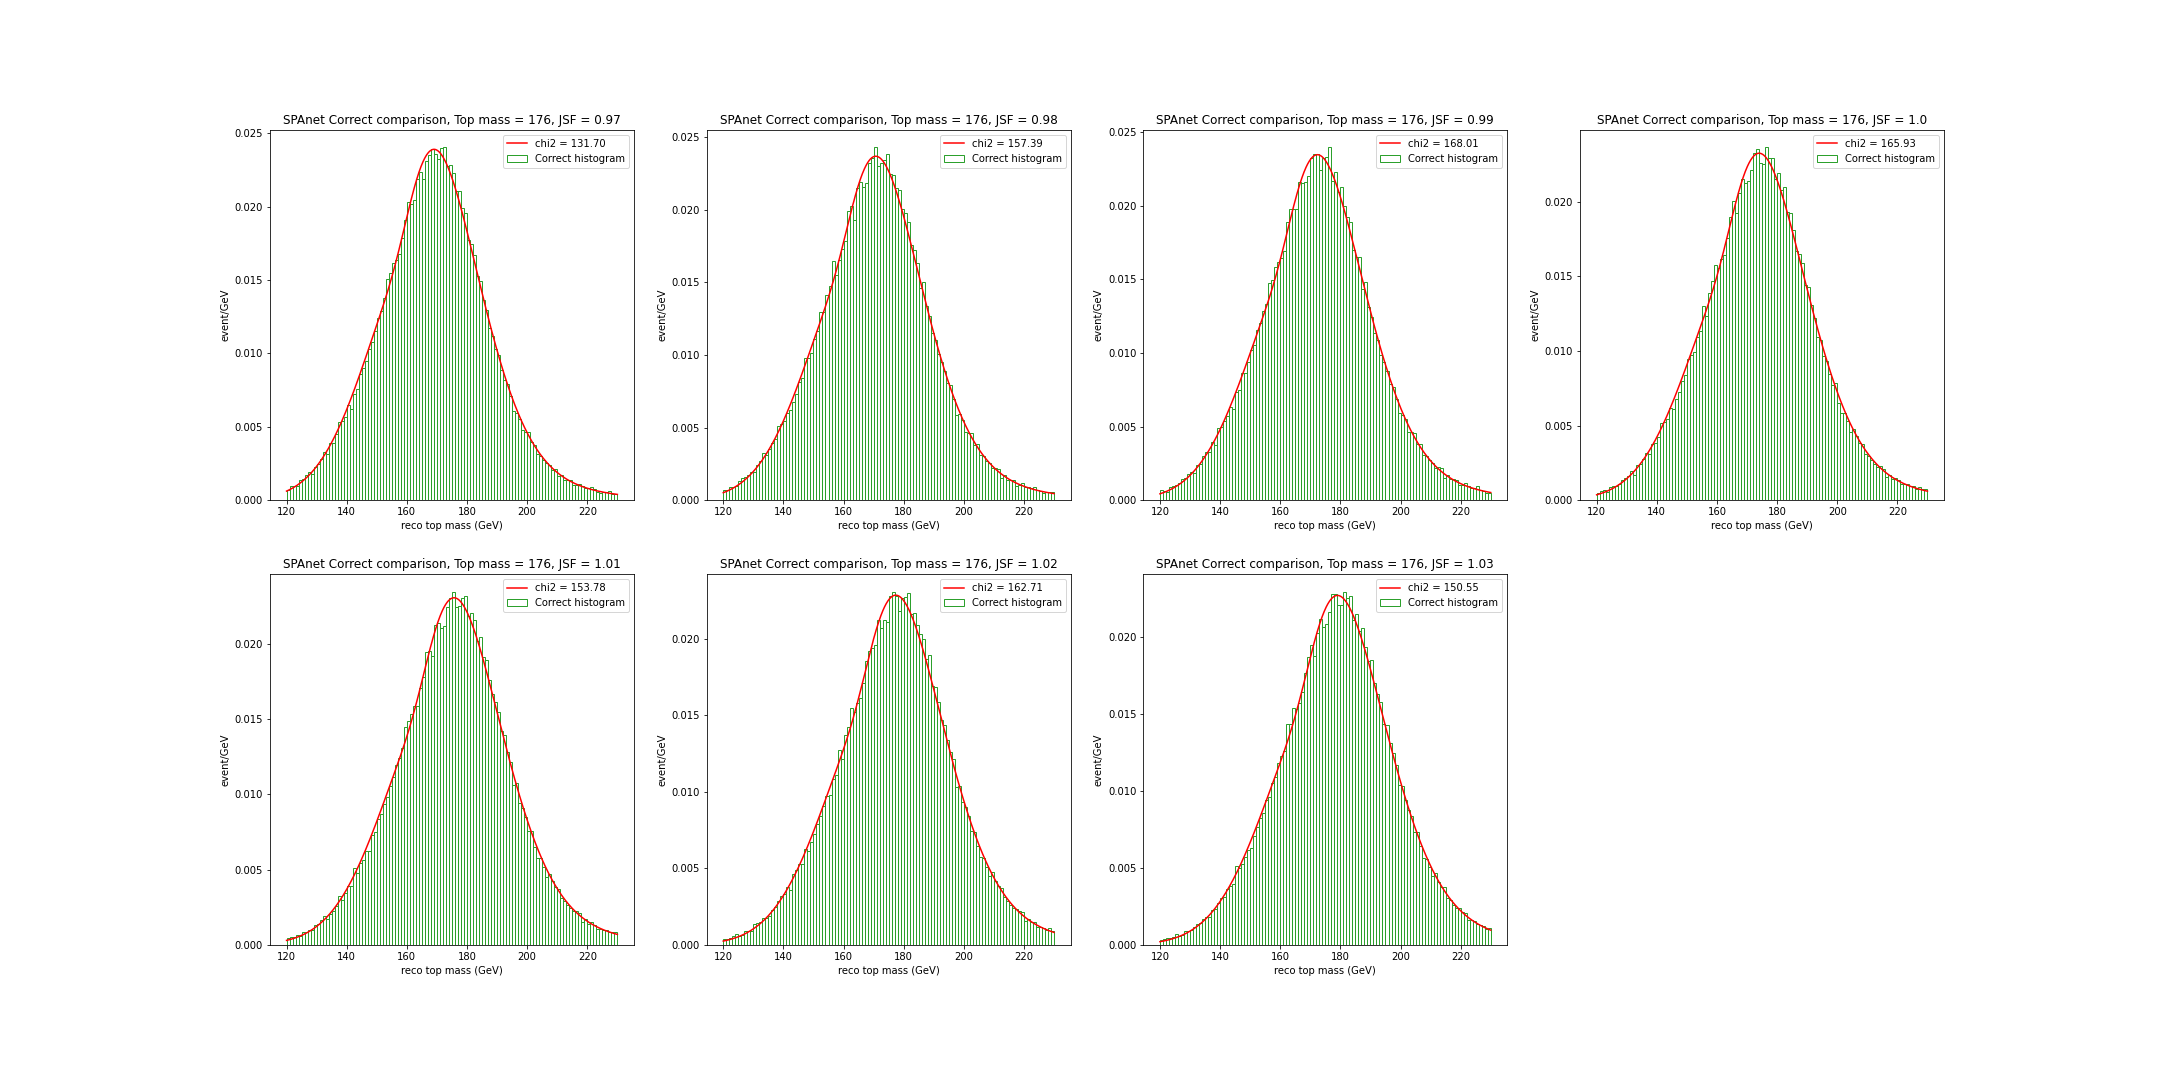 SPAnet Correct comparison, Top mass = 176, JSF = 0.97
chi2 = 131.70
Correct histogram
0.025
0.020
0.015
0.010
0.005
0.000
event/GeV
120 140 160 180 200 220
reco top mass (GeV)
SPAnet Correct comparison, Top mass = 176, JSF = 0.98
chi2 = 157.39
Correct histogram
0.025
0.020
0.015
0.010
0.005
0.000
event/GeV
120 140 160 180 200 220
reco top mass (GeV)
SPAnet Correct comparison, Top mass = 176, JSF = 0.99
chi2 = 168.01
Correct histogram
0.025
0.020
0.015
0.010
0.005
0.000
event/GeV
120 140 160 180 200 220
reco top mass (GeV)
SPAnet Correct comparison, Top mass = 176, JSF = 1.0
chi2 = 165.93
Correct histogram
0.020
0.015
0.010
0.005
0.000
event/GeV
120 140 160 180 200 220
reco top mass (GeV)
SPAnet Correct comparison, Top mass = 176, JSF = 1.01
chi2 = 153.78
Correct histogram
0.020
0.015
0.010
0.005
0.000
event/GeV
120 140 160 180 200 220
reco top mass (GeV)
SPAnet Correct comparison, Top mass = 176, JSF = 1.02
chi2 = 162.71
Correct histogram
0.020
0.015
0.010
0.005
0.000
event/GeV
120 140 160 180 200 220
reco top mass (GeV)
SPAnet Correct comparison, Top mass = 176, JSF = 1.03
chi2 = 150.55
Correct histogram
0.020
0.015
0.010
0.005
0.000
event/GeV
120 140 160 180 200 220
reco top mass (GeV)